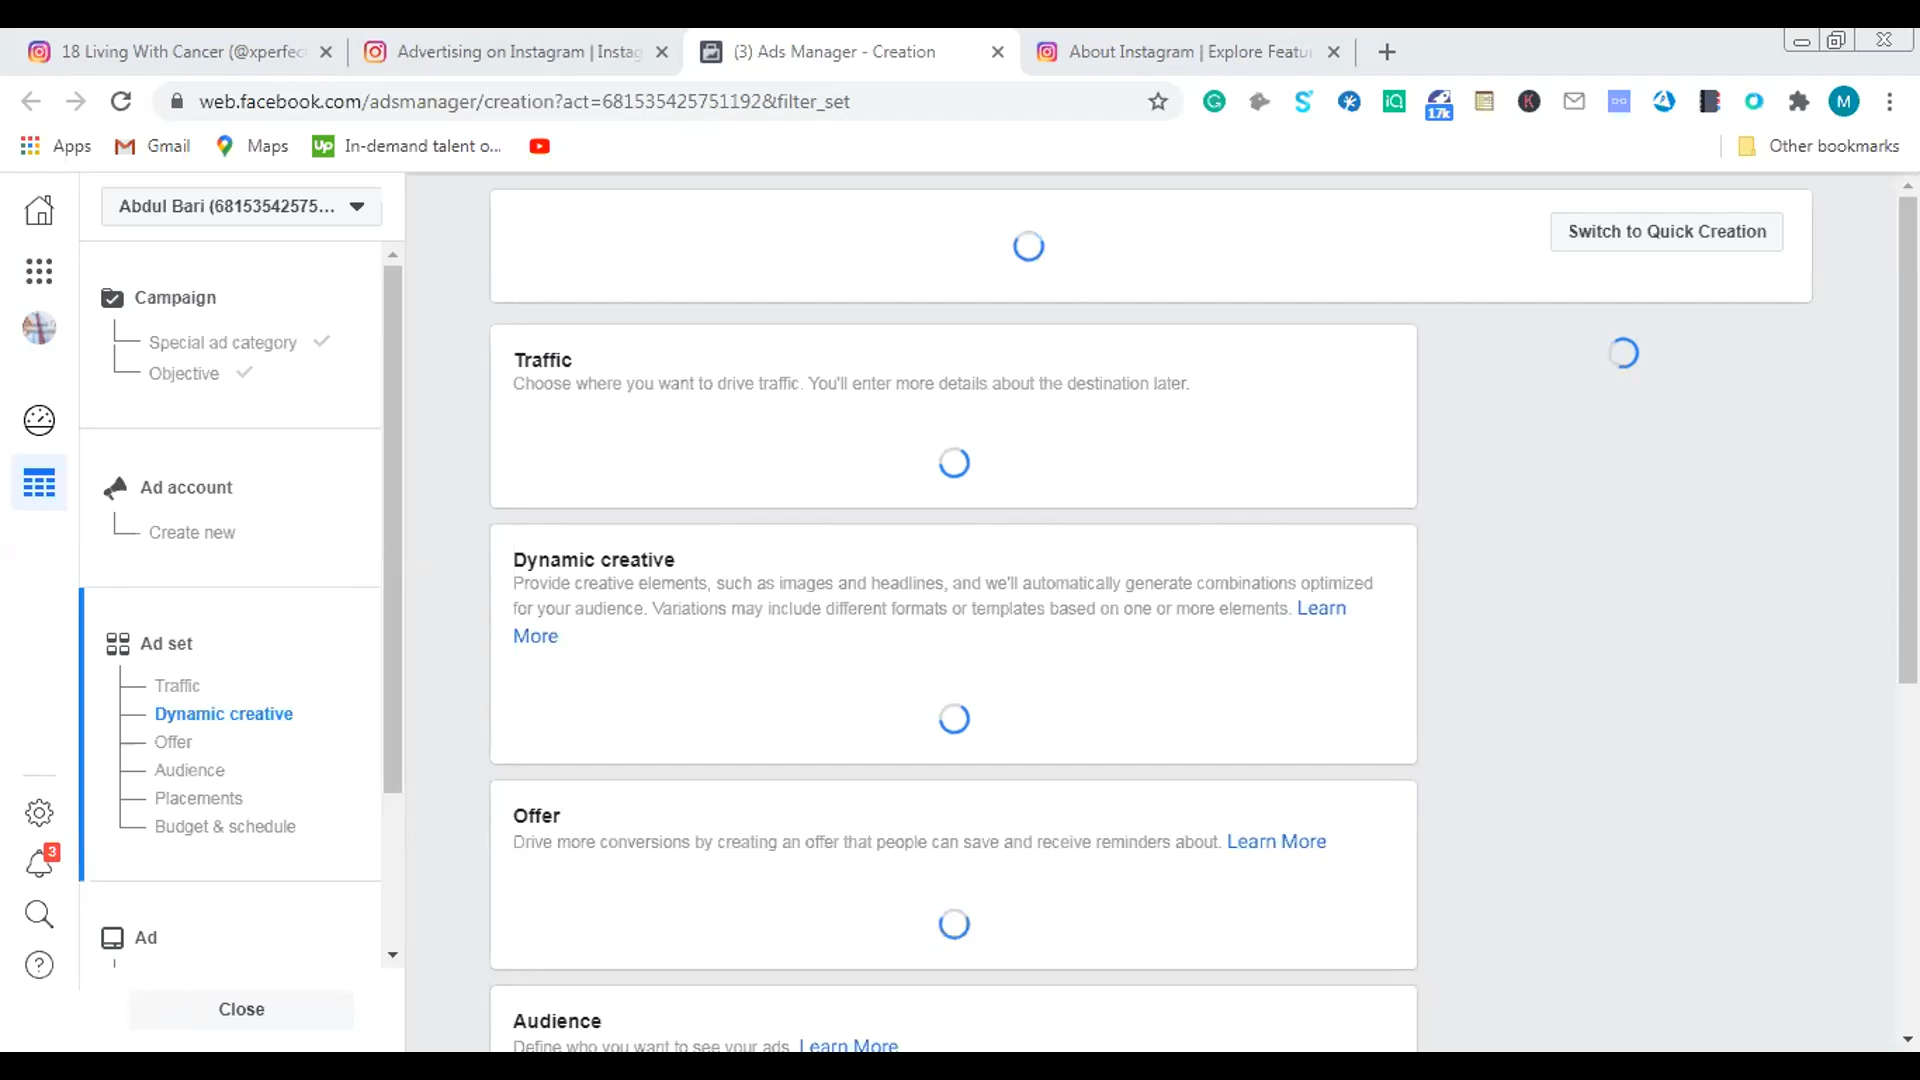 18 Living With Cancer (@xperfec
Advertising on Instagram | Instag
(3) Ads Manager - Creation
About Instagram | Explore Featur
web.facebook.com/adsmanager/creation?act=681535425751192&filter_set
17k
M
Apps
Gmail
Maps
Up
In-demand talent o...
Other bookmarks
Abdul Bari (68153542575...
Switch to Quick Creation
Campaign
Special ad category
Objective
Ad account
Create new
Ad set
Traffic
Dynamic creative
Offer
Audience
Placements
Budget & schedule
3
Ad
Close
Traffic
Choose where you want to drive traffic. You'll enter more details about the destination later.
Dynamic creative
Provide creative elements, such as images and headlines, and we'll automatically generate combinations optimized
for your audience. Variations may include different formats or templates based on one or more elements. Learn
More
Offer
Drive more conversions by creating an offer that people can save and receive reminders about. Learn More
Audience
Define who you want to see your ads. Learn More